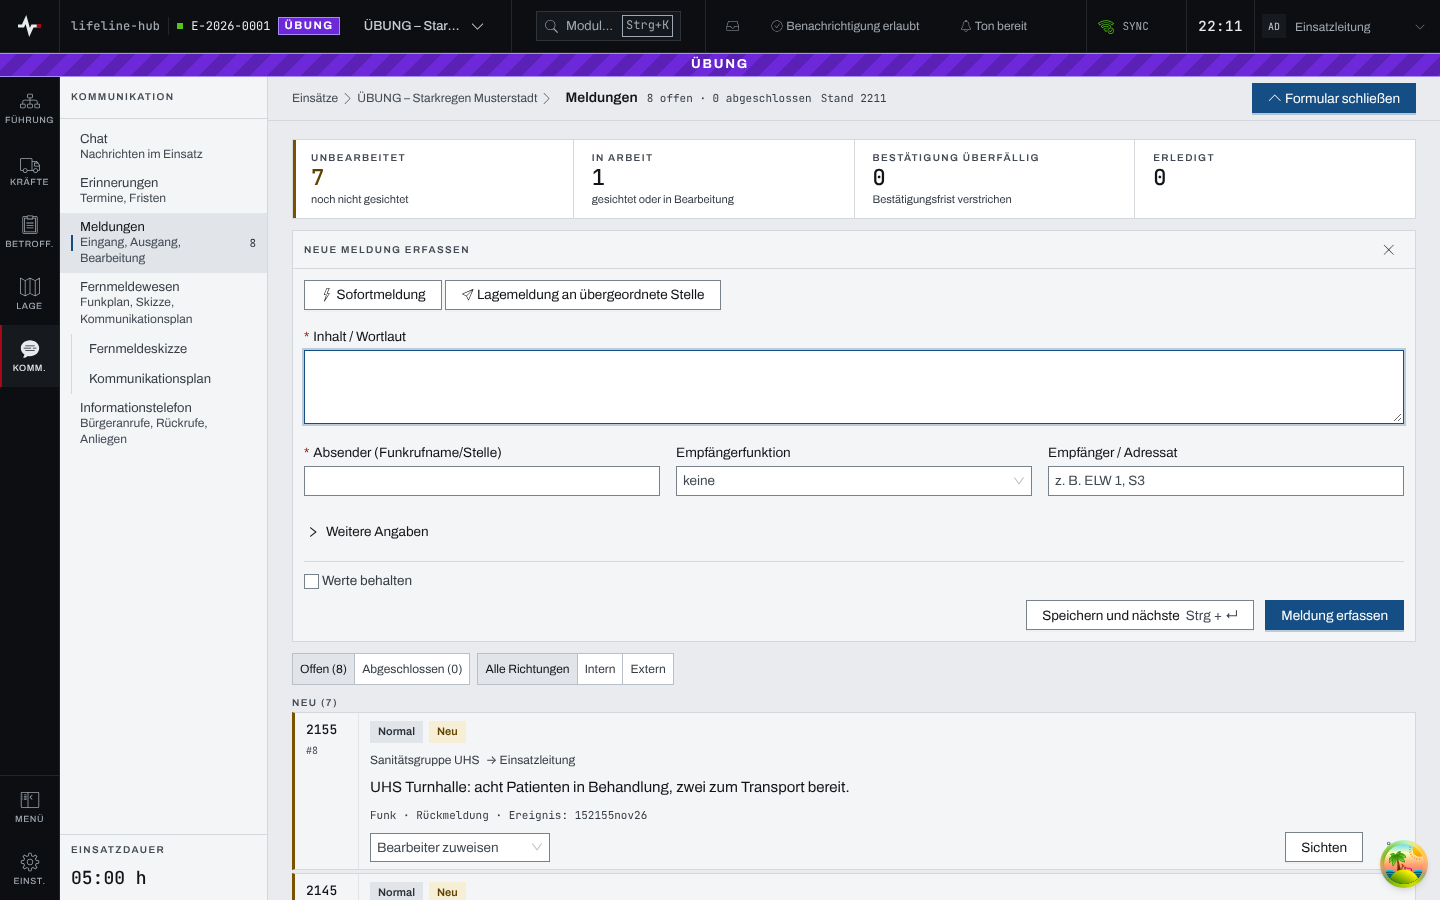 lifeline-hub
E-2026-0001 ÜBUNG
ÜBUNG – Star...
Modul... Strg+K
Benachrichtigung erlaubt
Ton bereit
SYNC
22:11
AD Einsatzleitung
ÜBUNG
FÜHRUNG
KRÄFTE
BETROFF.
LAGE
KOMM.
MENÜ
EINST.
KOMMUNIKATION
Chat
Nachrichten im Einsatz
Erinnerungen
Termine, Fristen
Meldungen
Eingang, Ausgang, 8
Bearbeitung
Fernmeldewesen
Funkplan, Skizze,
Kommunikationsplan
Fernmeldeskizze
Kommunikationsplan
Informationstelefon
Bürgeranrufe, Rückrufe,
Anliegen
EINSATZDAUER
05:00 h
Einsätze > ÜBUNG – Starkregen Musterstadt > Meldungen 8 offen · 0 abgeschlossen Stand 2211
Formular schließen
UNBEARBEITET
7
noch nicht gesichtet
IN ARBEIT
1
gesichtet oder in Bearbeitung
BESTÄTIGUNG ÜBERFÄLLIG
0
Bestätigungsfrist verstrichen
ERLEDIGT
0
NEUE MELDUNG ERFASSEN
Sofortmeldung
Lagemeldung an übergeordnete Stelle
* Inhalt / Wortlaut
* Absender (Funkrufname/Stelle)
Empfängerfunktion
keine
Empfänger / Adressat
z. B. ELW 1, S3
Weitere Angaben
Werte behalten
Speichern und nächste Strg + ↵
Meldung erfassen
Offen (8) Abgeschlossen (0) Alle Richtungen Intern Extern
NEU (7)
2155
#8
Normal Neu
Sanitätsgruppe UHS → Einsatzleitung
UHS Turnhalle: acht Patienten in Behandlung, zwei zum Transport bereit.
Funk · Rückmeldung · Ereignis: 152155nov26
Bearbeiter zuweisen
Sichten
2145
Normal Neu